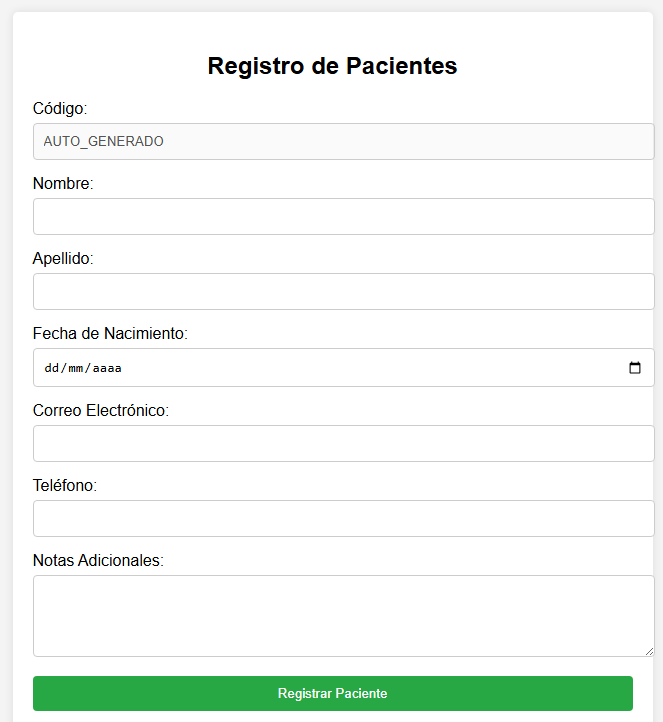 Registro de Pacientes
Código:
AUTO_GENERADO
Nombre:
Apellido:
Fecha de Nacimiento:
dd/mm/aaaa
Correo Electrónico:
Teléfono:
Notas Adicionales:
Registrar Paciente